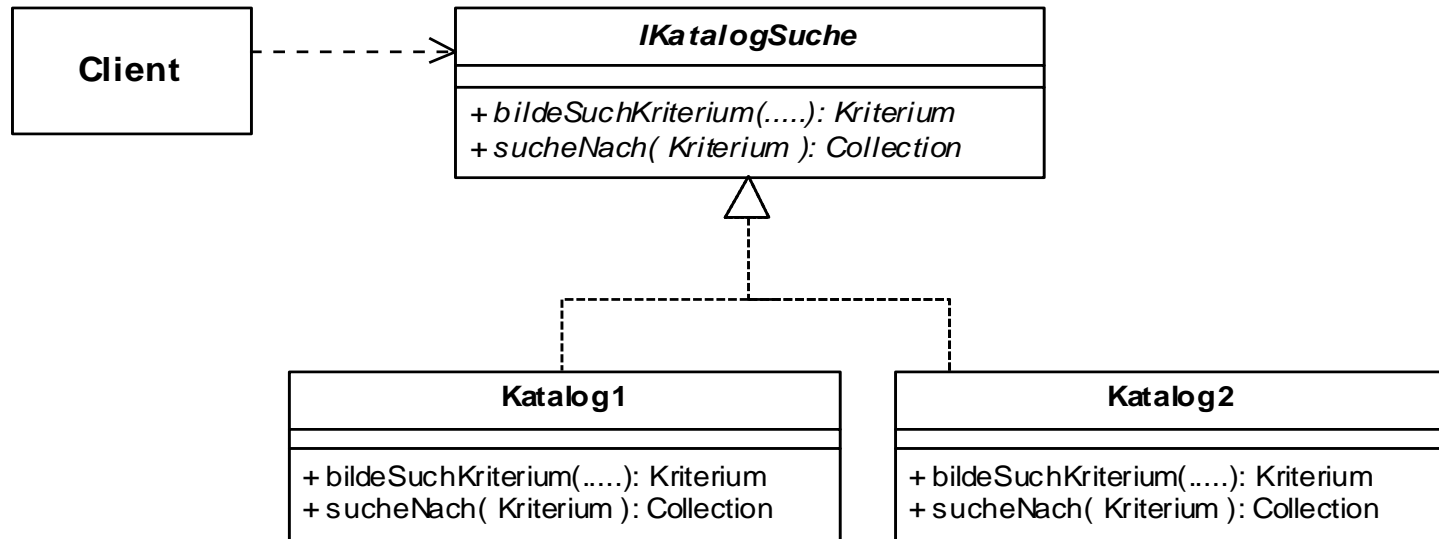 Client
IKatalogSuche
+ bildeSuchKriterium(.....): Kriterium
+ sucheNach( Kriterium ): Collection
Katalog1
+ bildeSuchKriterium(.....): Kriterium
+ sucheNach( Kriterium ): Collection
Katalog2
+ bildeSuchKriterium(.....): Kriterium
+ sucheNach( Kriterium ): Collection